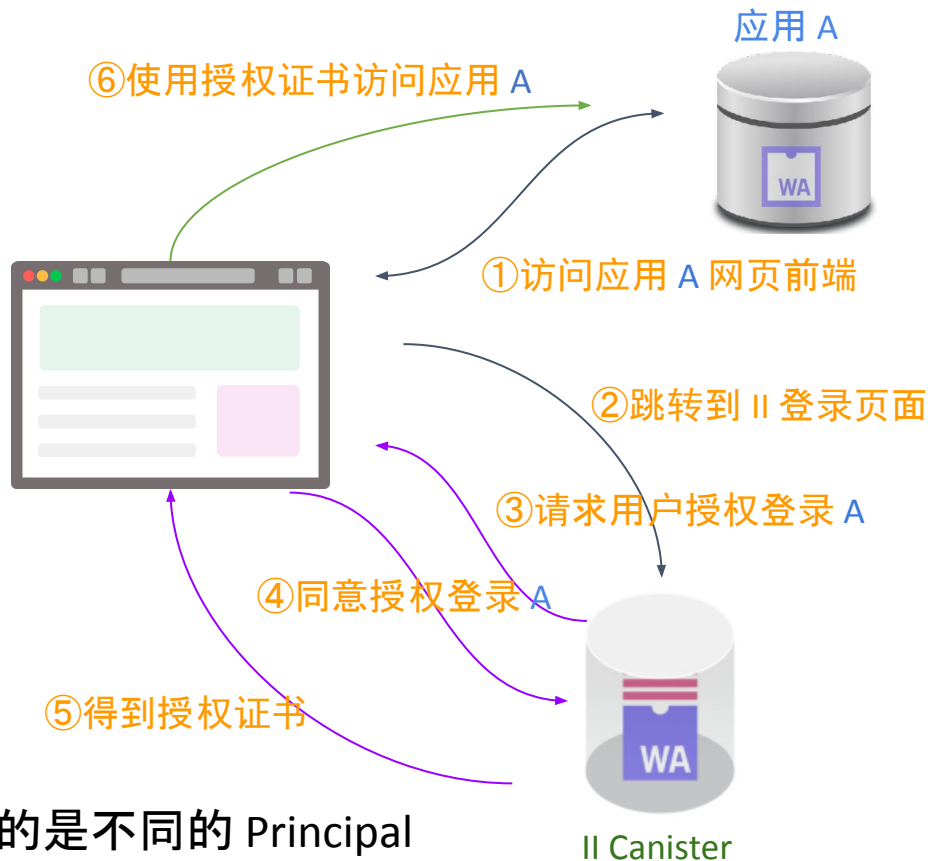 应用 A
⑥使用授权证书访问应用 A
WA
①访问应用 A 网页前端
②跳转到 II 登录页面
③请求用户授权登录 A
④同意授权登录 A
⑤得到授权证书
WA
的是不同的 Principal
II Canister